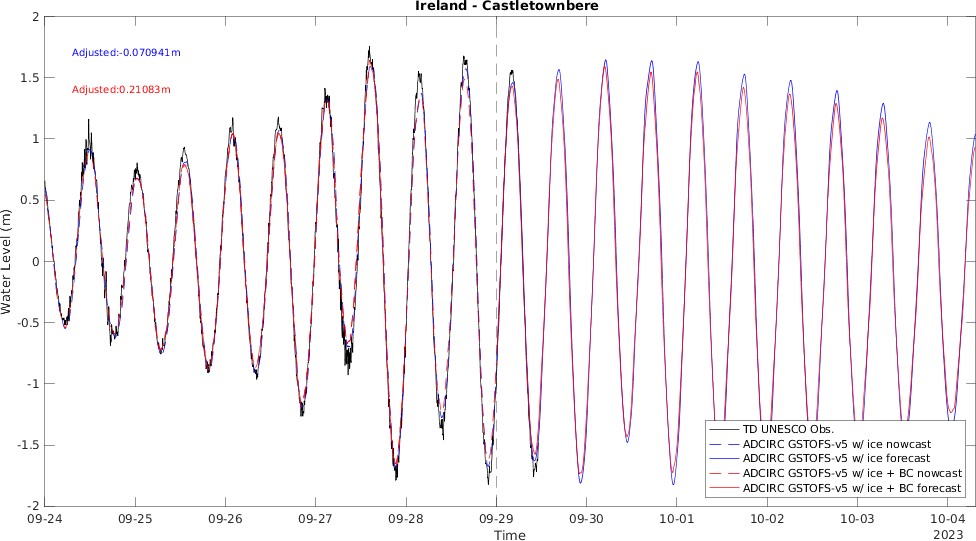 Ireland - Castletownbere
Adjusted:-0.070941m
Adjusted:0.21083m
Water Level (m)
2
1.5
1
0.5
0
-0.5
-1
-1.5
-2
TD UNESCO Obs.
ADCIRC GSTOFS-v5 w/ ice nowcast
ADCIRC GSTOFS-v5 w/ ice forecast
ADCIRC GSTOFS-v5 w/ ice + BC nowcast
ADCIRC GSTOFS-v5 w/ ice + BC forecast
09-24 09-25 09-26 09-27 09-28 09-29 09-30 10-01 10-02 10-03 10-04
Time
2023